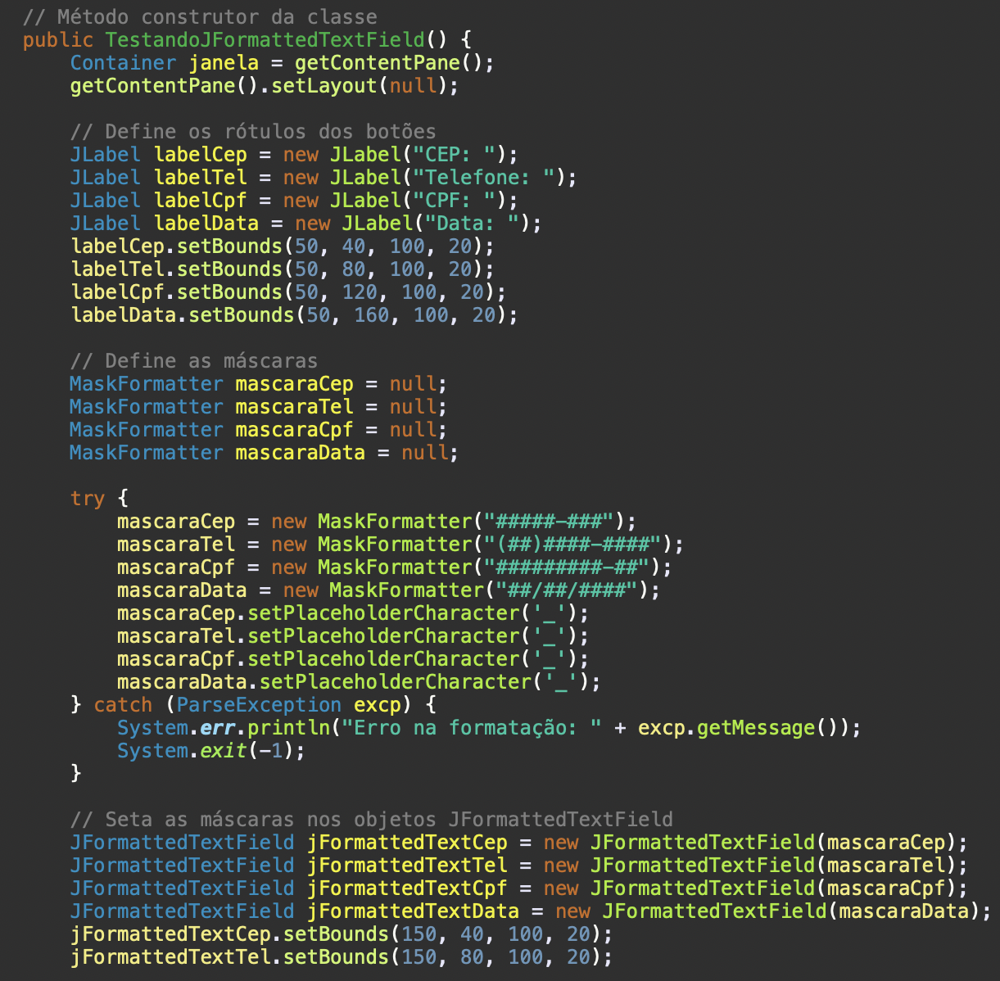 // Método construtor da classe
public TestandoJFormattedTextField() {
    Container janela = getContentPane();
    getContentPane().setLayout(null);

    // Define os rótulos dos botões
    JLabel labelCep = new JLabel("CEP: ");
    JLabel labelTel = new JLabel("Telefone: ");
    JLabel labelCpf = new JLabel("CPF: ");
    JLabel labelData = new JLabel("Data: ");
    labelCep.setBounds(50, 40, 100, 20);
    labelTel.setBounds(50, 80, 100, 20);
    labelCpf.setBounds(50, 120, 100, 20);
    labelData.setBounds(50, 160, 100, 20);

    // Define as máscaras
    MaskFormatter mascaraCep = null;
    MaskFormatter mascaraTel = null;
    MaskFormatter mascaraCpf = null;
    MaskFormatter mascaraData = null;

    try {
        mascaraCep = new MaskFormatter("#####-###");
        mascaraTel = new MaskFormatter("(##)####-####");
        mascaraCpf = new MaskFormatter("#########-##");
        mascaraData = new MaskFormatter("##/##/####");
        mascaraCep.setPlaceholderCharacter('_');
        mascaraTel.setPlaceholderCharacter('_');
        mascaraCpf.setPlaceholderCharacter('_');
        mascaraData.setPlaceholderCharacter('_');
    } catch (ParseException excp) {
        System.err.println("Erro na formatação: " + excp.getMessage());
        System.exit(-1);
    }

    // Seta as máscaras nos objetos JFormattedTextField
    JFormattedTextField jFormattedTextCep = new JFormattedTextField(mascaraCep);
    JFormattedTextField jFormattedTextTel = new JFormattedTextField(mascaraTel);
    JFormattedTextField jFormattedTextCpf = new JFormattedTextField(mascaraCpf);
    JFormattedTextField jFormattedTextData = new JFormattedTextField(mascaraData);
    jFormattedTextCep.setBounds(150, 40, 100, 20);
    jFormattedTextTel.setBounds(150, 80, 100, 20);